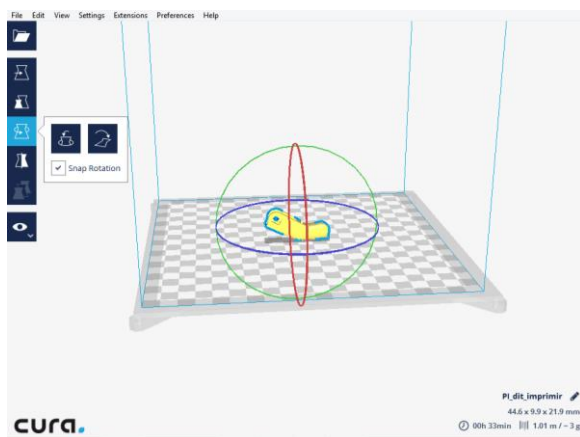 File Edit View Settings Extensions Preferences Help
Snap Rotation
PI_dit_imprimir
44.6 x 9.9 x 21.9 mm
00h 33min 1.01 m / ~ 3 g
cura.